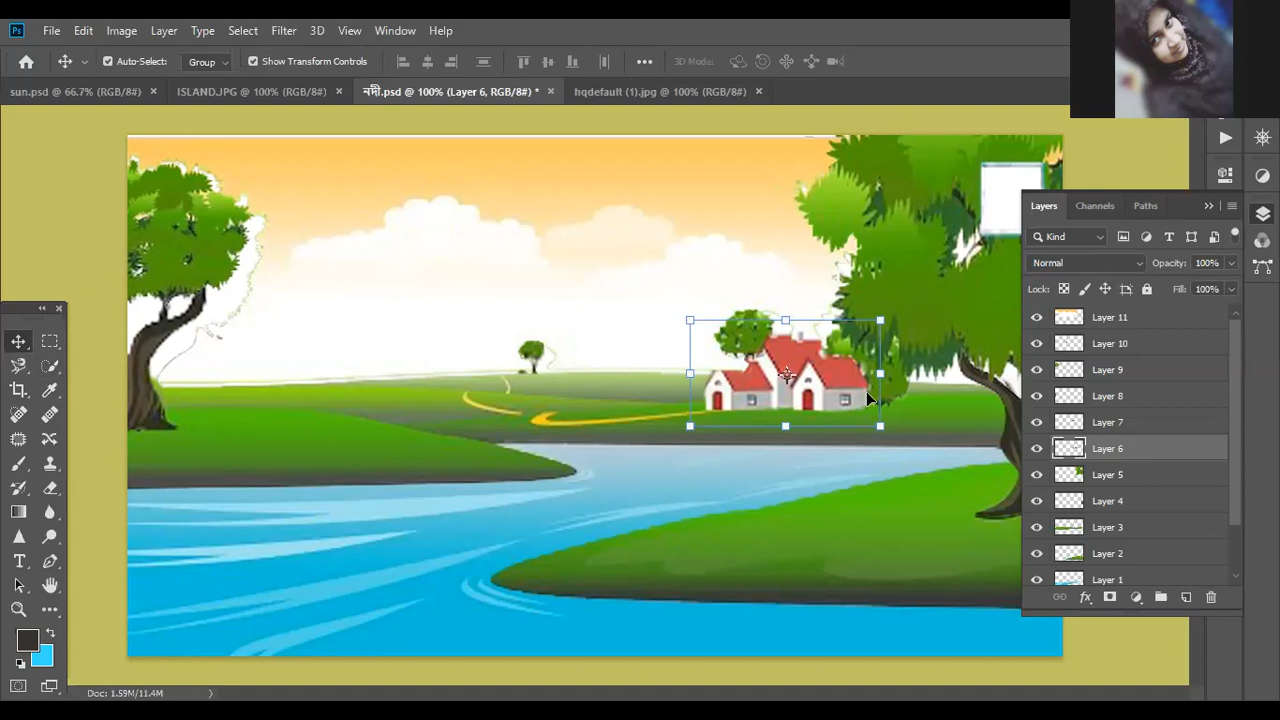 Ps File Edit Image Layer Type Select Filter 3D View Window Help
Auto-Select: Group Show Transform Controls 3D Mode:
sun.psd @ 66.7% (RGB/8#) × ISLAND.JPG @ 100% (RGB/8#) × নদী.psd @ 100% (Layer 6, RGB/8#) * × hqdefault (1).jpg @ 100% (RGB/8#) ×
Layers Channels Paths
Kind
Normal Opacity: 100%
Lock: Fill: 100%
Layer 11
Layer 10
Layer 9
Layer 8
Layer 7
Layer 6
Layer 5
Layer 4
Layer 3
Layer 2
Layer 1
fx
Doc: 1.59M/11.4M